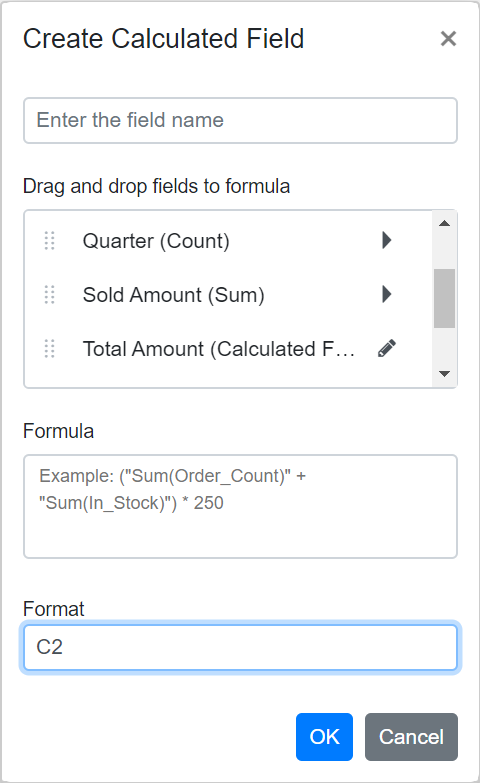 Create Calculated Field
Enter the field name
Drag and drop fields to formula
Quarter (Count)
Sold Amount (Sum)
Total Amount (Calculated F...
Formula
Example: ("Sum(Order_Count)" +
"Sum(In_Stock)") * 250
Format
C2
OK Cancel